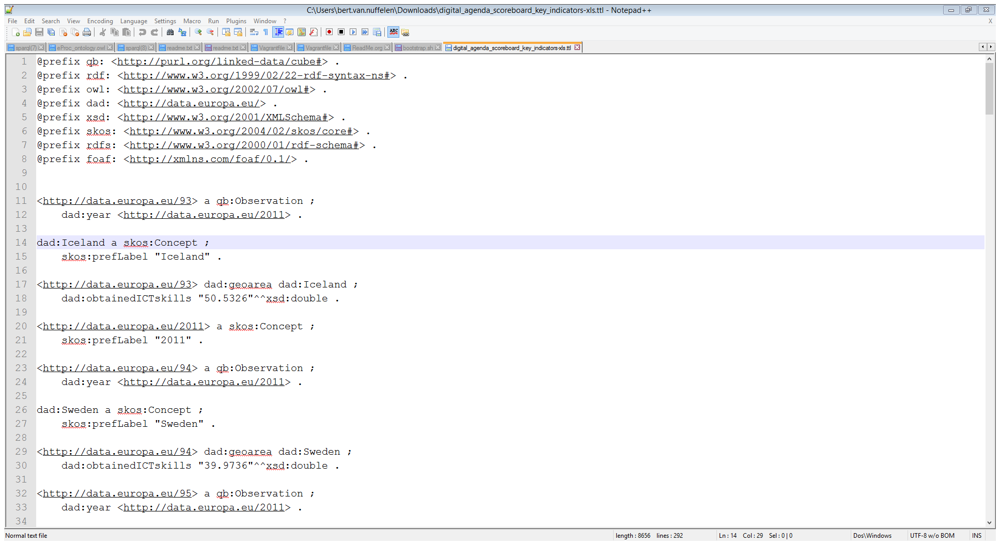 C:\Users\bert.van.nuffelen\Downloads\digital_agenda_scoreboard_key_indicators-xls.ttl - Notepad++
File Edit Search View Encoding Language Settings Macro Run Plugins Window ? X
sparql(7) eProc_ontology.owl sparql(8) readme.txt readme.txt Vagrantfile Vagrantfile ReadMe.org bootstrap.sh digital_agenda_scoreboard_key_indicators-xls.ttl
1 @prefix qb: <http://purl.org/linked-data/cube#> .
2 @prefix rdf: <http://www.w3.org/1999/02/22-rdf-syntax-ns#> .
3 @prefix owl: <http://www.w3.org/2002/07/owl#> .
4 @prefix dad: <http://data.europa.eu/> .
5 @prefix xsd: <http://www.w3.org/2001/XMLSchema#> .
6 @prefix skos: <http://www.w3.org/2004/02/skos/core#> .
7 @prefix rdfs: <http://www.w3.org/2000/01/rdf-schema#> .
8 @prefix foaf: <http://xmlns.com/foaf/0.1/> .
9
10
11 <http://data.europa.eu/93> a qb:Observation ;
12 dad:year <http://data.europa.eu/2011> .
13
14 dad:Iceland a skos:Concept ;
15 skos:prefLabel "Iceland" .
16
17 <http://data.europa.eu/93> dad:geoarea dad:Iceland ;
18 dad:obtainedICTskills "50.5326"^^xsd:double .
19
20 <http://data.europa.eu/2011> a skos:Concept ;
21 skos:prefLabel "2011" .
22
23 <http://data.europa.eu/94> a qb:Observation ;
24 dad:year <http://data.europa.eu/2011> .
25
26 dad:Sweden a skos:Concept ;
27 skos:prefLabel "Sweden" .
28
29 <http://data.europa.eu/94> dad:geoarea dad:Sweden ;
30 dad:obtainedICTskills "39.9736"^^xsd:double .
31
32 <http://data.europa.eu/95> a qb:Observation ;
33 dad:year <http://data.europa.eu/2011> .
34
Normal text file length : 8656 lines : 292 Ln : 14 Col : 29 Sel : 0 | 0 Dos\Windows UTF-8 w/o BOM INS